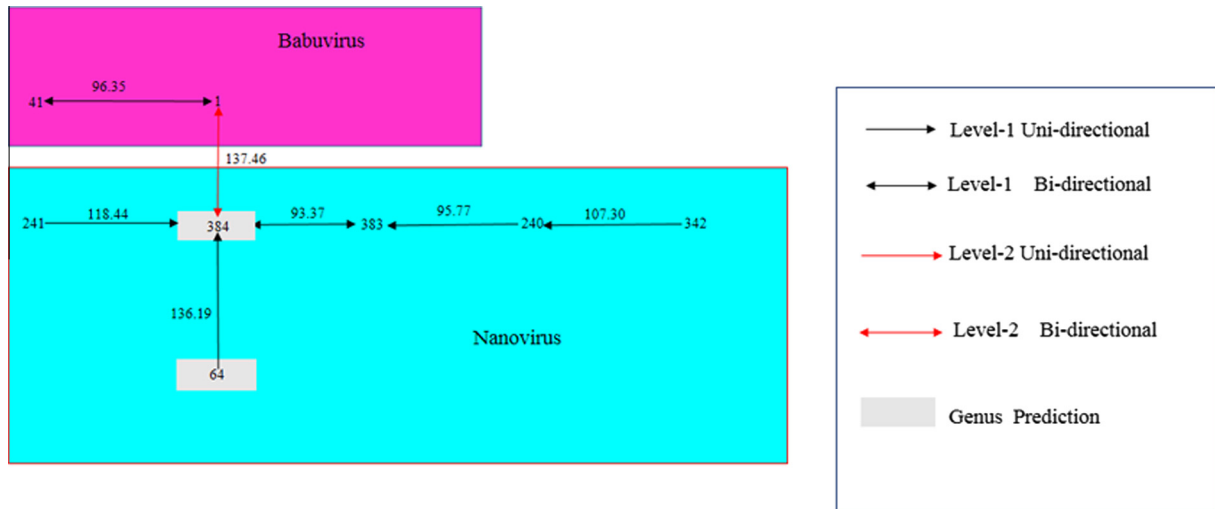 Babuvirus
96.35
41
1
137.46
241
118.44
384
93.37
383
95.77
240
107.30
342
136.19
Nanovirus
64
Level-1 Uni-directional
Level-1 Bi-directional
Level-2 Uni-directional
Level-2 Bi-directional
Genus Prediction